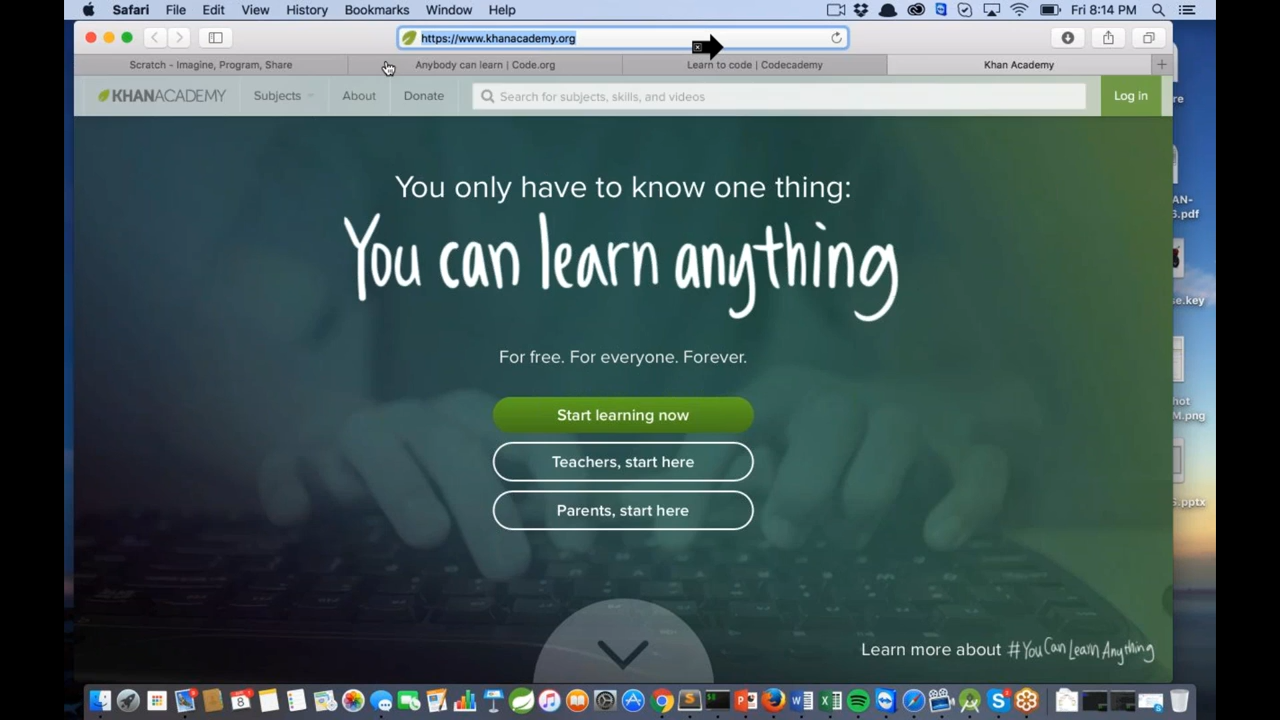 Safari File Edit View History Bookmarks Window Help Fri 8:14 PM
https://www.khanacademy.org
Scratch - Imagine, Program, Share Anybody can learn | Code.org Learn to code | Codecademy Khan Academy
KHANACADEMY Subjects About Donate Search for subjects, skills, and videos Log in
You only have to know one thing:
You can learn anything
For free. For everyone. Forever.
Start learning now
Teachers, start here
Parents, start here
Learn more about #YouCanLearnAnything
re
AN-
.pdf
se.key
hot
M.png
.pptx
8